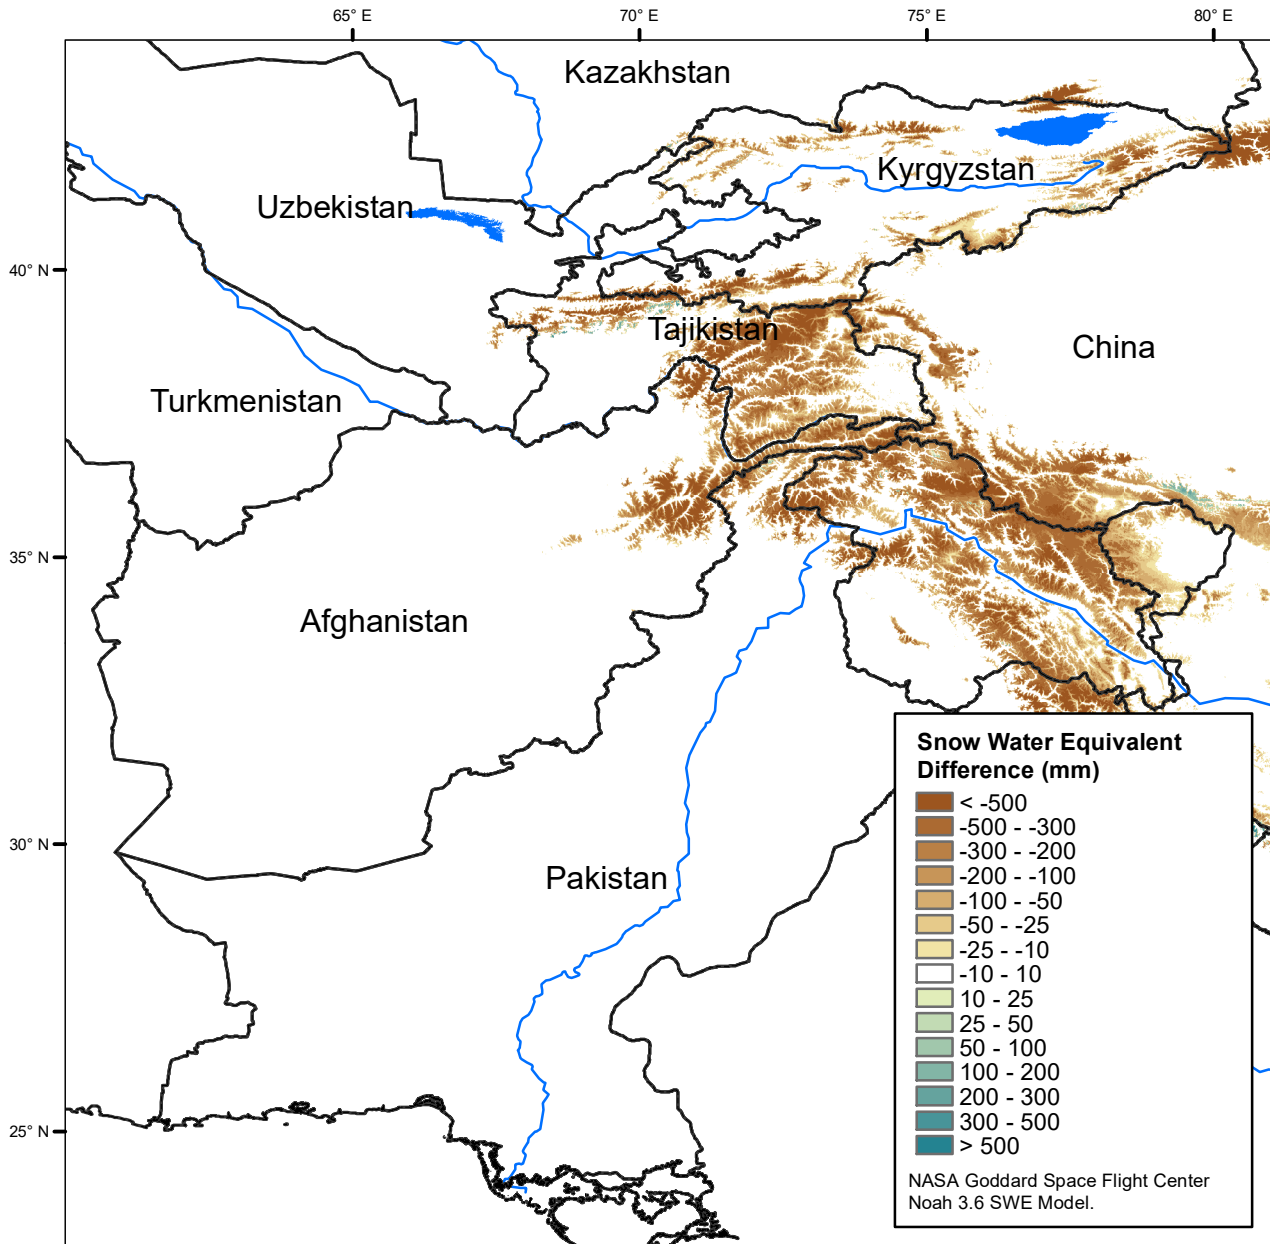 65° E
70° E
75° E
80° E
Kazakhstan
Kyrgyzstan
Uzbekistan
40° N
Tajikistan
China
Turkmenistan
35° N
Afghanistan
30° N
Pakistan
25° N
Snow Water Equivalent
Difference (mm)
< -500
-500 - -300
-300 - -200
-200 - -100
-100 - -50
-50 - -25
-25 - -10
-10 - 10
10 - 25
25 - 50
50 - 100
100 - 200
200 - 300
300 - 500
> 500
NASA Goddard Space Flight Center
Noah 3.6 SWE Model.